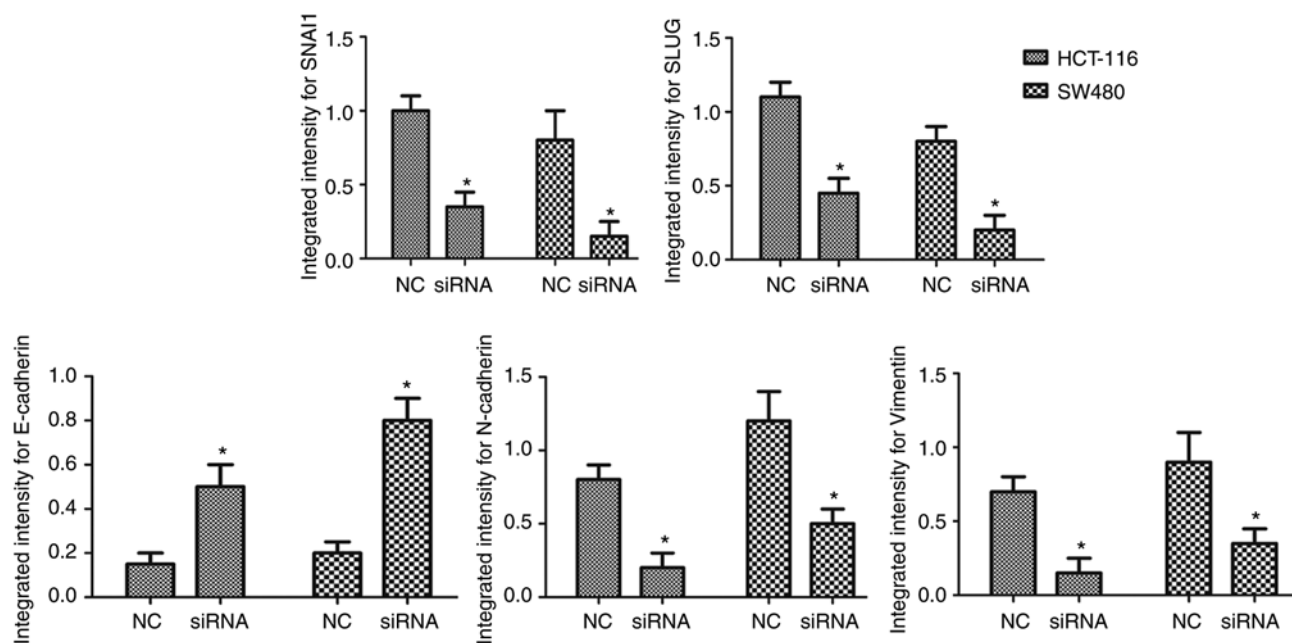 Integrated intensity for SNAI1
1.5
1.0
0.5
0.0
*
*
NC siRNA NC siRNA
Integrated intensity for SLUG
1.5
1.0
0.5
0.0
*
*
NC siRNA NC siRNA
HCT-116
SW480
Integrated intensity for E-cadherin
1.0
0.8
0.6
0.4
0.2
0.0
*
*
NC siRNA NC siRNA
Integrated intensity for N-cadherin
1.5
1.0
0.5
0.0
*
*
NC siRNA NC siRNA
Integrated intensity for Vimentin
1.5
1.0
0.5
0.0
*
*
NC siRNA NC siRNA